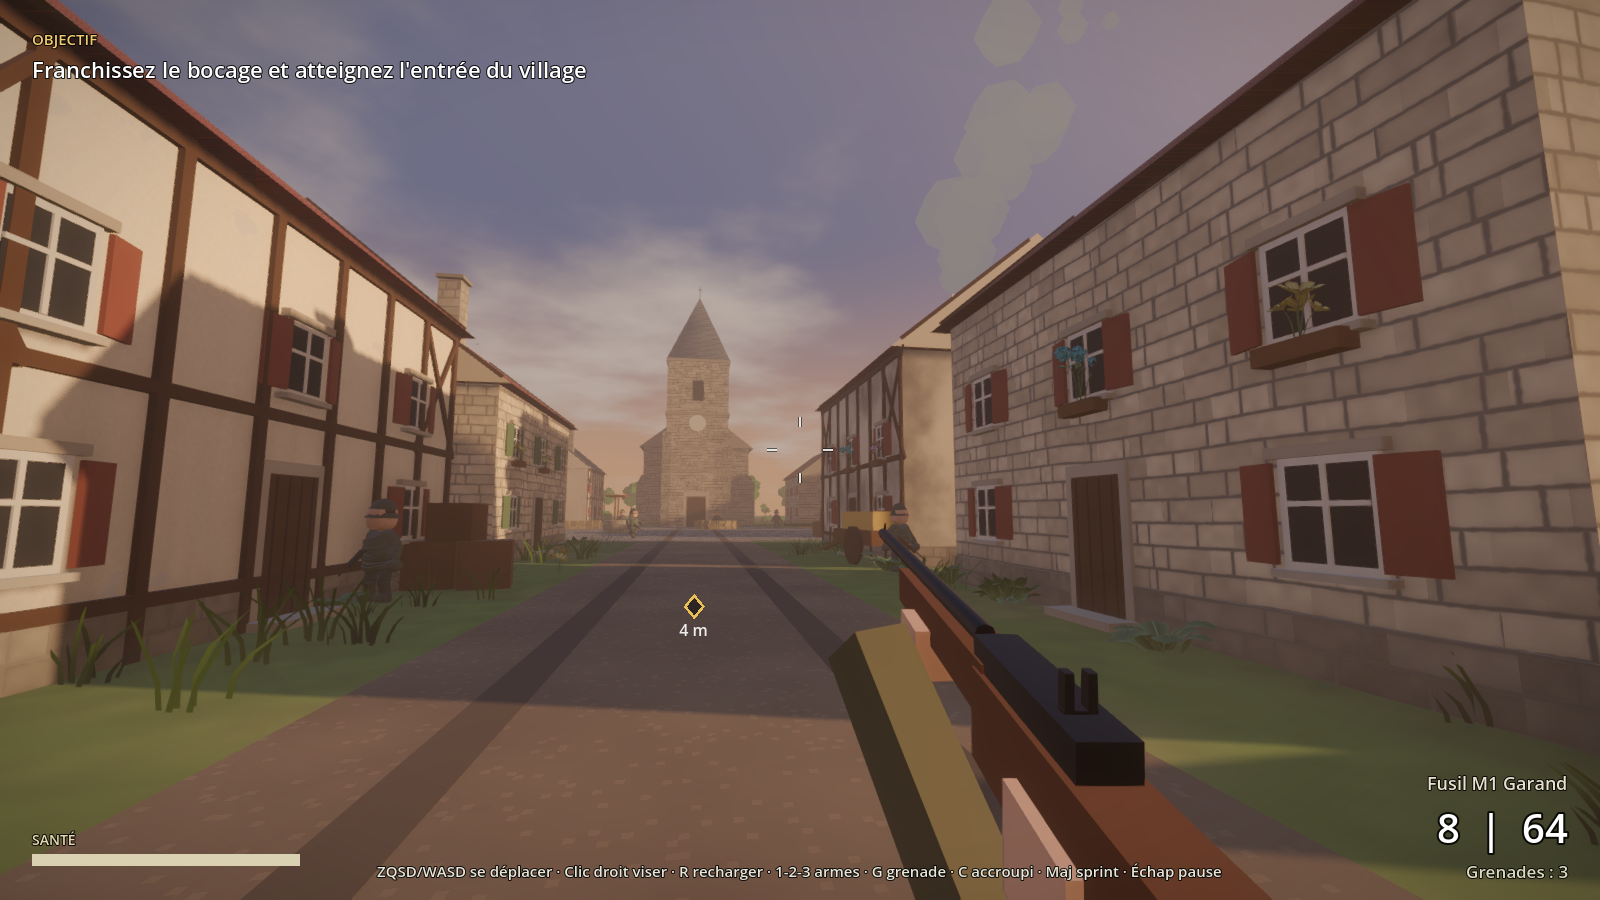 OBJECTIF
Franchissez le bocage et atteignez l'entrée du village
4 m
Fusil M1 Garand
8 | 64
SANTÉ
ZQSD/WASD se déplacer · Clic droit viser · R recharger · 1-2-3 armes · G grenade · C accroupi · Maj sprint · Échap pause
Grenades : 3